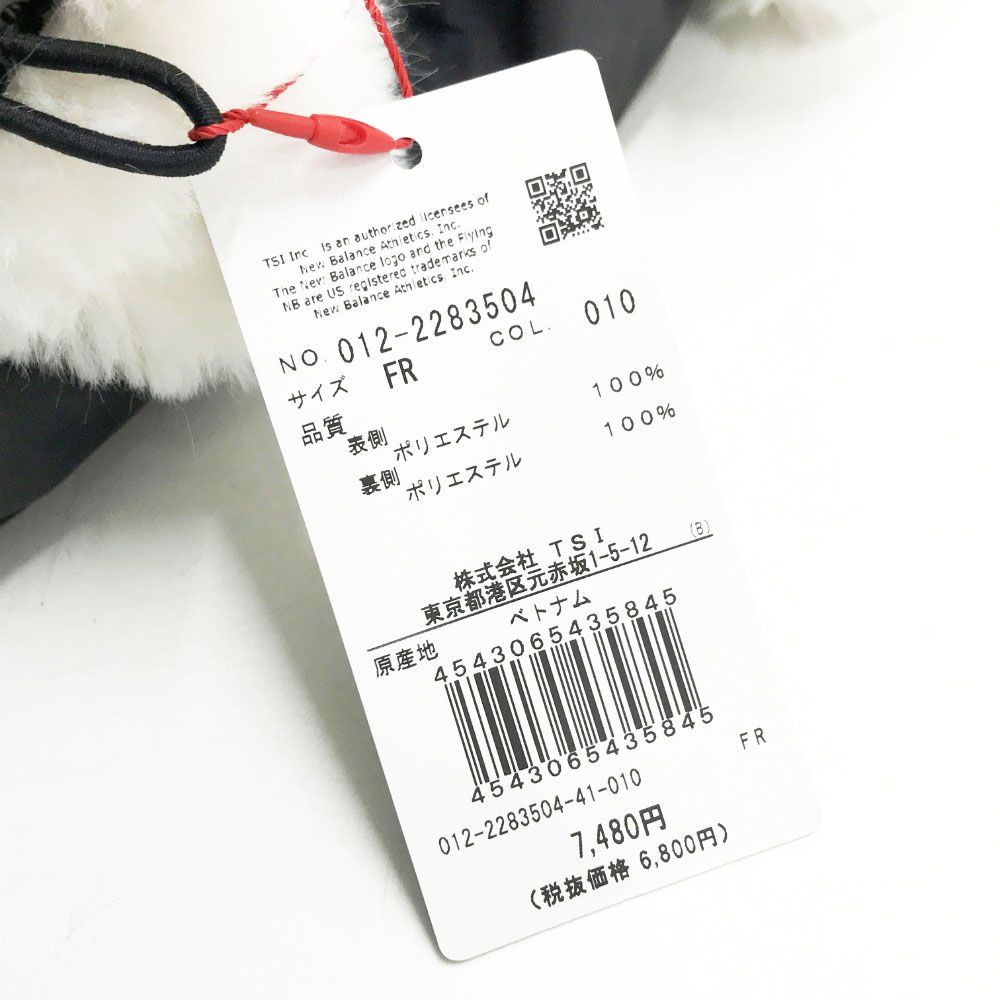 TSI Inc. is an authorized licensees of
New Balance Athletics, Inc.
The New Balance logo and the Flying
NB are US registered trademarks of
New Balance Athletics, Inc.
NO. 012-2283504 COL. 010
サイズ FR
品質 表側 ポリエステル 100%
裏側 ポリエステル 100%
株式会社 TSI (B)
東京都港区元赤坂1-5-12
原産地 ベトナム
4543065435845
4543065435845
012-2283504-41-010 FR
7,480円
(税抜価格 6,800円)